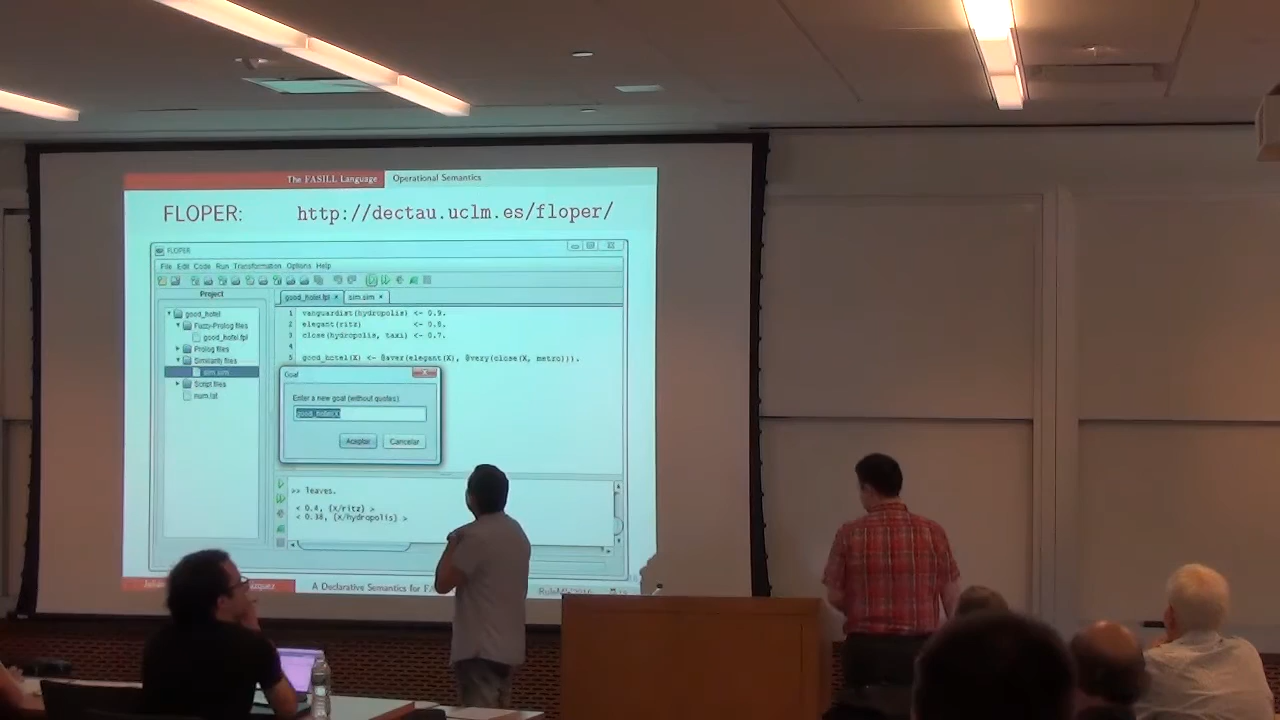 The FASILL Language Operational Semantics
FLOPER: http://dectau.uclm.es/floper/
FLOPER
File Edit Code Run Transformation Options Help
Project
good_hotel
Fuzzy-Prolog files
good_hotel.fpl
Prolog files
Similarity files
sim.sim
Script files
num.lat
good_hotel.fpl × sim.sim ×
1 vanguardist(hydropolis) <- 0.9.
2 elegant(ritz) <- 0.8.
3 close(hydropolis, taxi) <- 0.7.
4
5 good_hotel(X) <- @aver(elegant(X), @very(close(X, metro))).
Goal
Enter a new goal (without quotes):
good_hotel(X)
Aceptar Cancelar
>> leaves.
< 0.4, {X/ritz} >
< 0.38, {X/hydropolis} >
A Declarative Semantics for
RuleML 2016